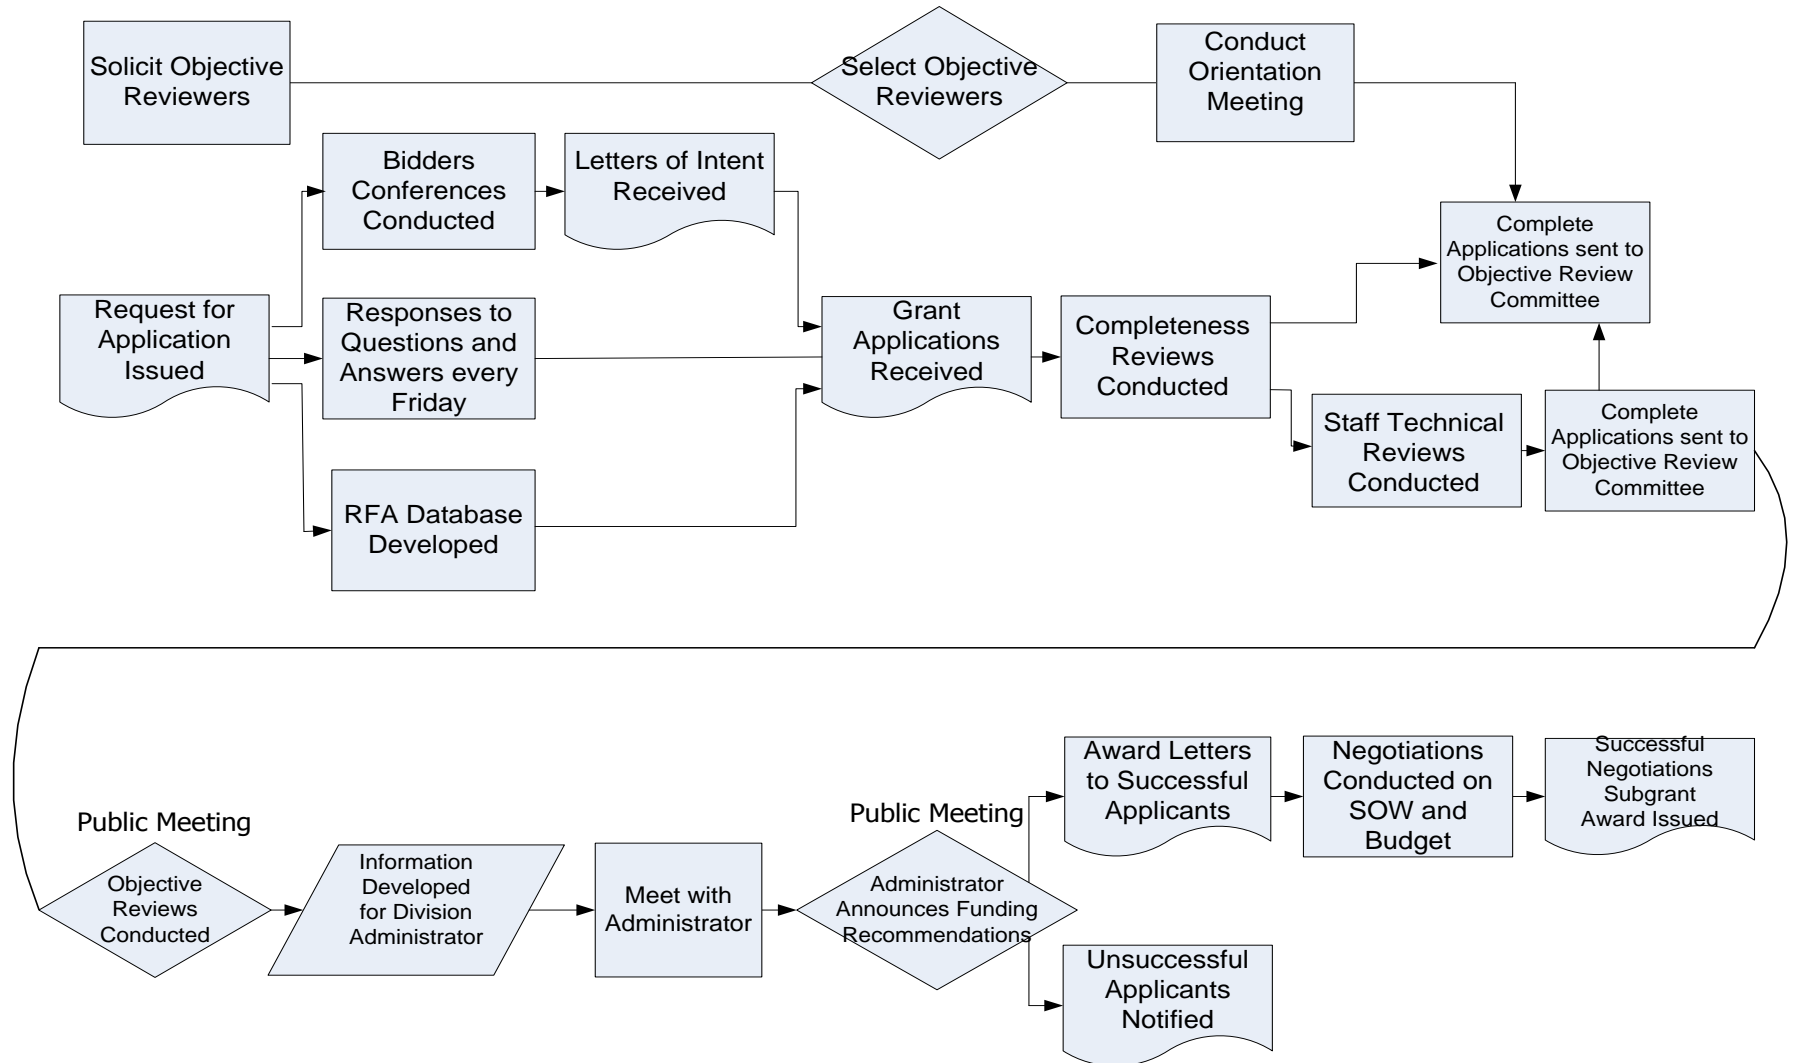 Solicit Objective
Reviewers
Select Objective
Reviewers
Conduct
Orientation
Meeting
Bidders
Conferences
Conducted
Letters of Intent
Received
Complete
Applications sent to
Objective Review
Committee
Request for
Application
Issued
Responses to
Questions and
Answers every
Friday
Grant
Applications
Received
Completeness
Reviews
Conducted
Staff Technical
Reviews
Conducted
Complete
Applications sent to
Objective Review
Committee
RFA Database
Developed
Public Meeting
Objective
Reviews
Conducted
Information
Developed
for Division
Administrator
Meet with
Administrator
Public Meeting
Administrator
Announces Funding
Recommendations
Award Letters
to Successful
Applicants
Negotiations
Conducted on
SOW and
Budget
Successful
Negotiations
Subgrant
Award Issued
Unsuccessful
Applicants
Notified